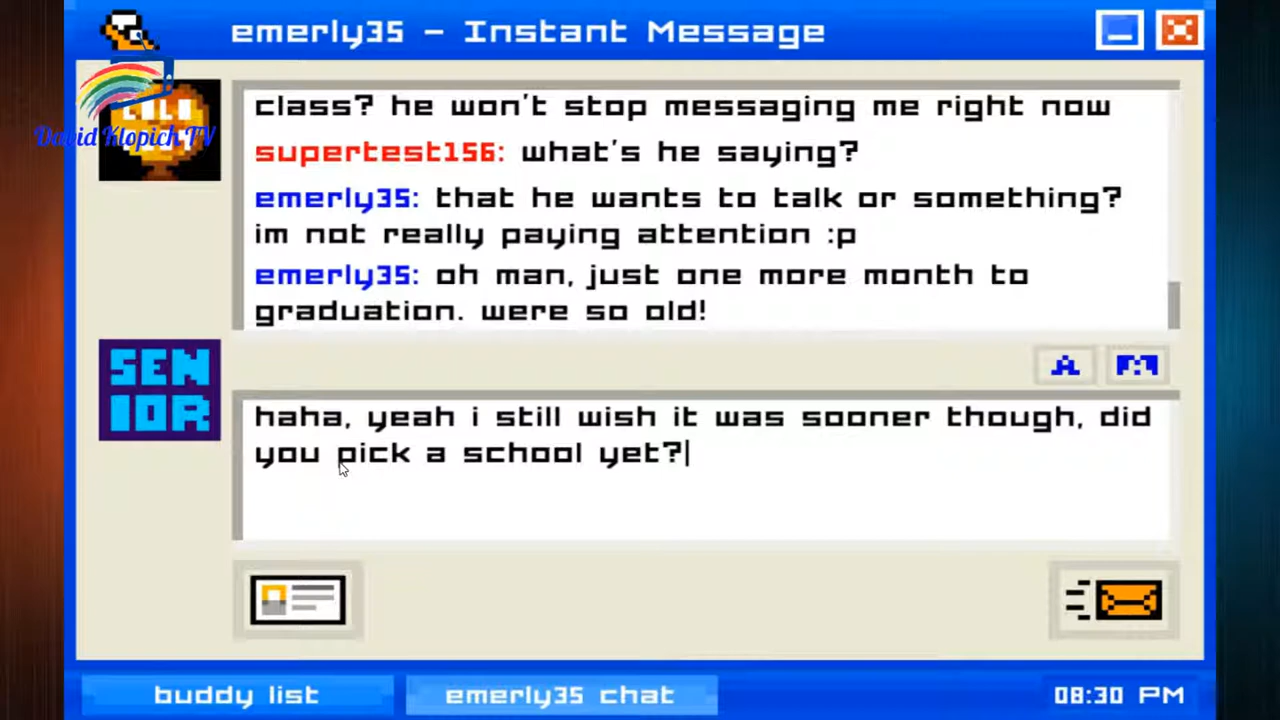 emerly35 - Instant Message
David Klopich TV
class? he won't stop messaging me right now
supertest156: what's he saying?
emerly35: that he wants to talk or something?
im not really paying attention :p
emerly35: oh man, just one more month to
graduation. were so old!
SEN
IOR
A
haha, yeah i still wish it was sooner though, did
you pick a school yet?
buddy list
emerly35 chat
08:30 PM